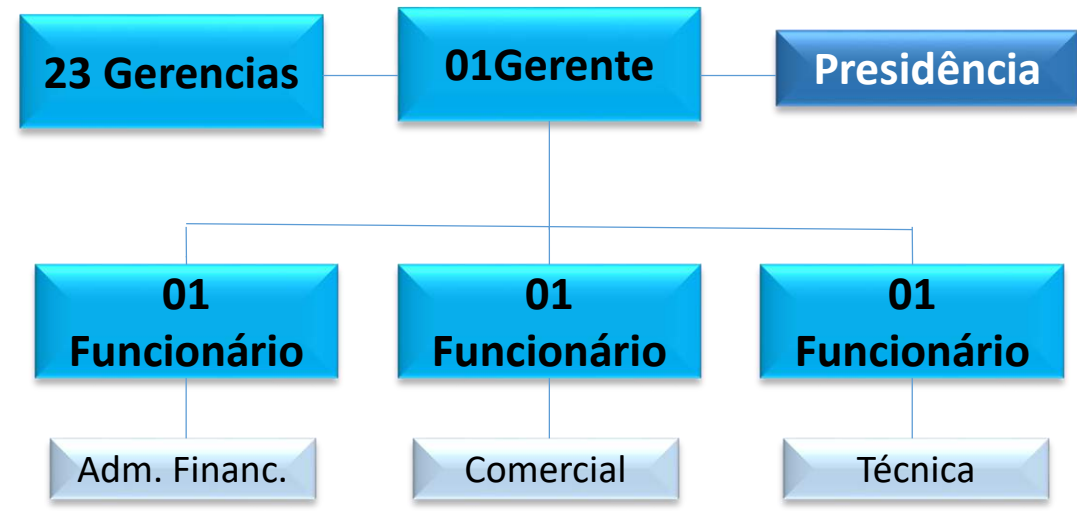 23 Gerencias
01Gerente
Presidência
01
Funcionário
01
Funcionário
01
Funcionário
Adm. Financ.
Comercial
Técnica